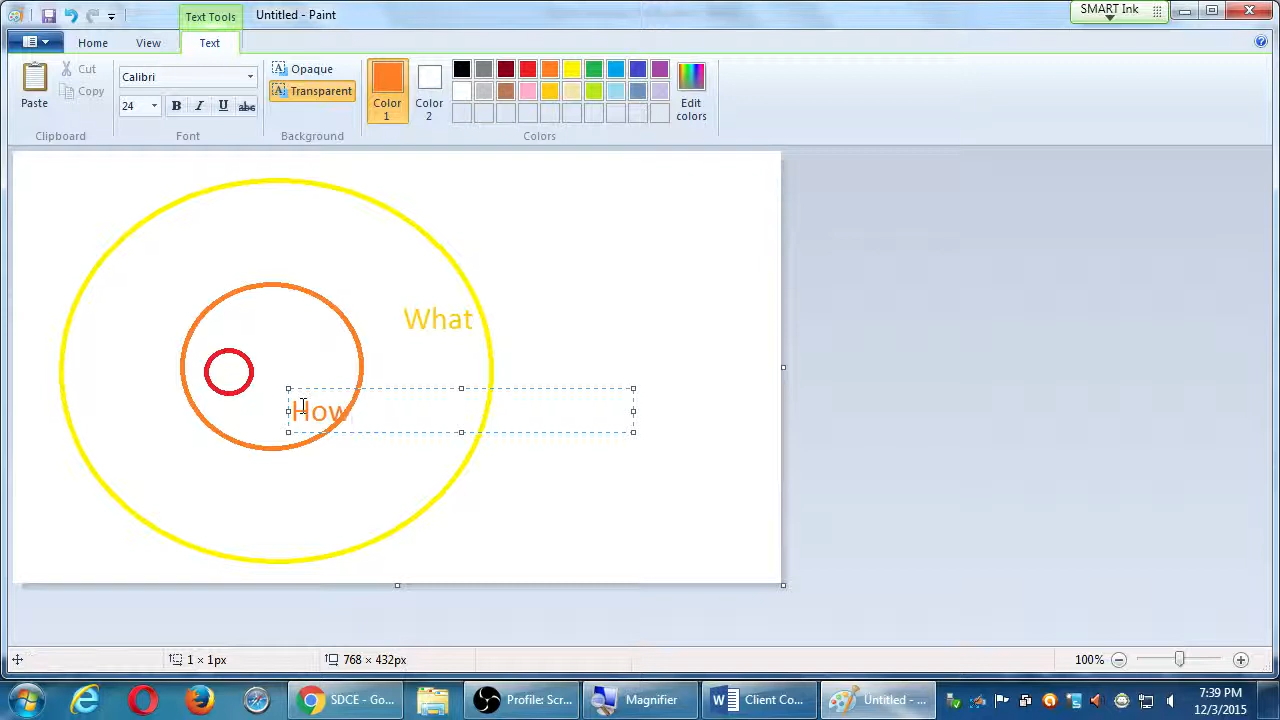 Text Tools
Untitled - Paint
SMART Ink
Home
View
Text
Paste
Cut
Copy
Clipboard
Calibri
24
B
I
U
abc
Font
Opaque
Transparent
Background
Color
1
Color
2
Edit
colors
Colors
What
How
1 × 1px
768 × 432px
100%
SDCE - Go...
Profile: Scr...
Magnifier
Client Co...
Untitled - ...
7:39 PM
12/3/2015